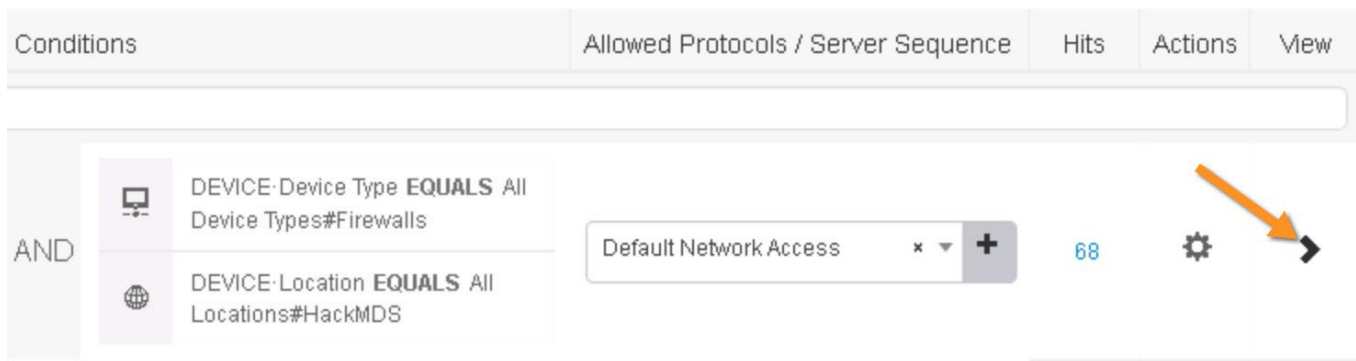 Conditions Allowed Protocols / Server Sequence Hits Actions View
AND
DEVICE·Device Type EQUALS All
Device Types#Firewalls
DEVICE·Location EQUALS All
Locations#HackMDS
Default Network Access × +
68